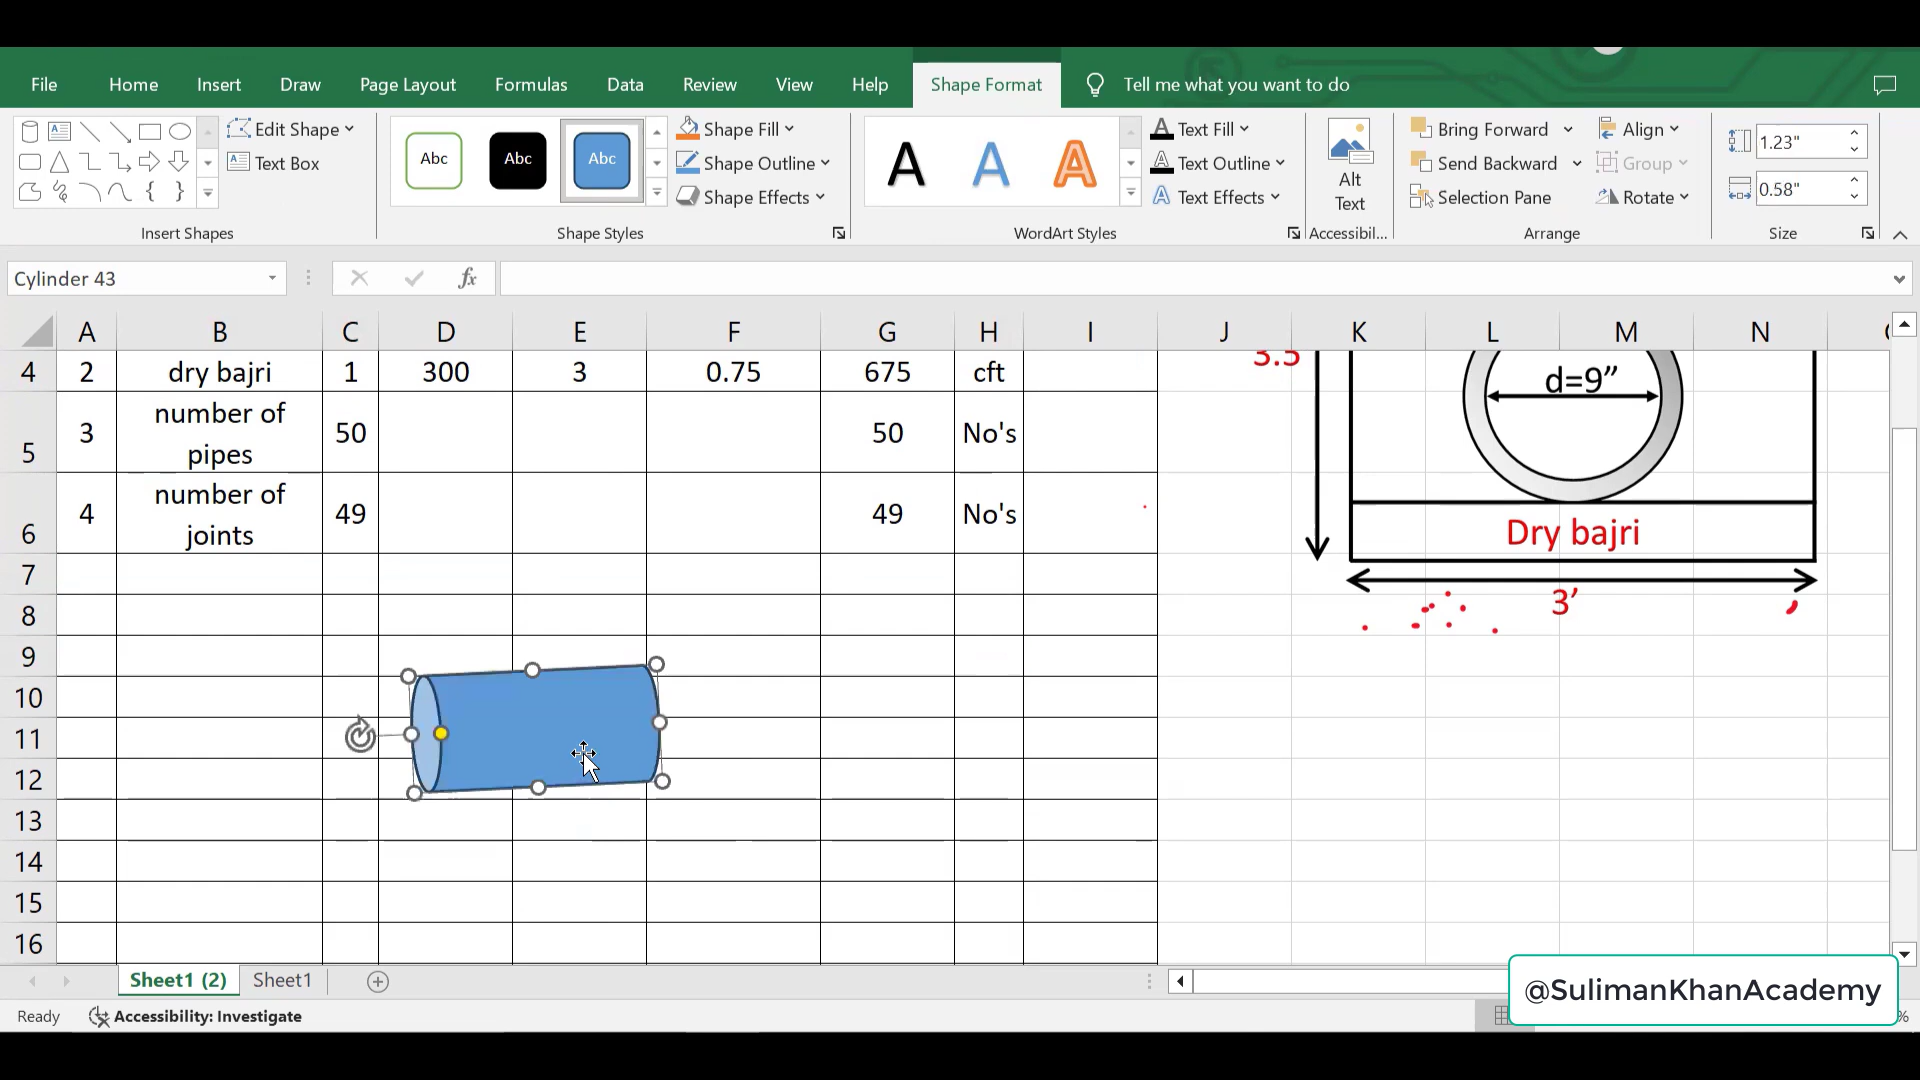 File Home Insert Draw Page Layout Formulas Data Review View Help Shape Format Tell me what you want to do
Edit Shape
Text Box
Insert Shapes
Abc Abc Abc
Shape Fill
Shape Outline
Shape Effects
Shape Styles
A A A
Text Fill
Text Outline
Text Effects
WordArt Styles
Alt
Text
Accessibil...
Bring Forward
Send Backward
Selection Pane
Align
Group
Rotate
Arrange
1.23"
0.58"
Size
Cylinder 43
fx
A B C D E F G H I J K L M N
4 2 dry bajri 1 300 3 0.75 675 cft
5 3 number of pipes 50 50 No's
6 4 number of joints 49 49 No's
7
8
9
10
11
12
13
14
15
16
3.5
d=9”
Dry bajri
3’
Sheet1 (2) Sheet1
@SulimanKhanAcademy
Ready Accessibility: Investigate
%